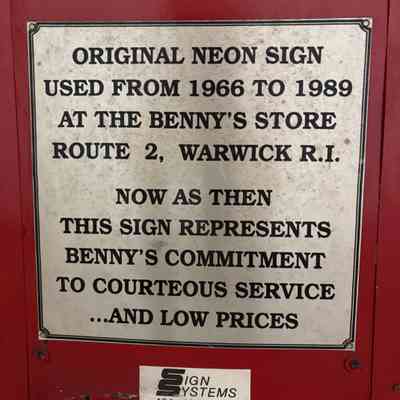 ORIGINAL NEON SIGN
USED FROM 1966 TO 1989
AT THE BENNY'S STORE
ROUTE 2, WARWICK R.I.
NOW AS THEN
THIS SIGN REPRESENTS
BENNY'S COMMITMENT
TO COURTEOUS SERVICE
...AND LOW PRICES
SIGN
SYSTEMS